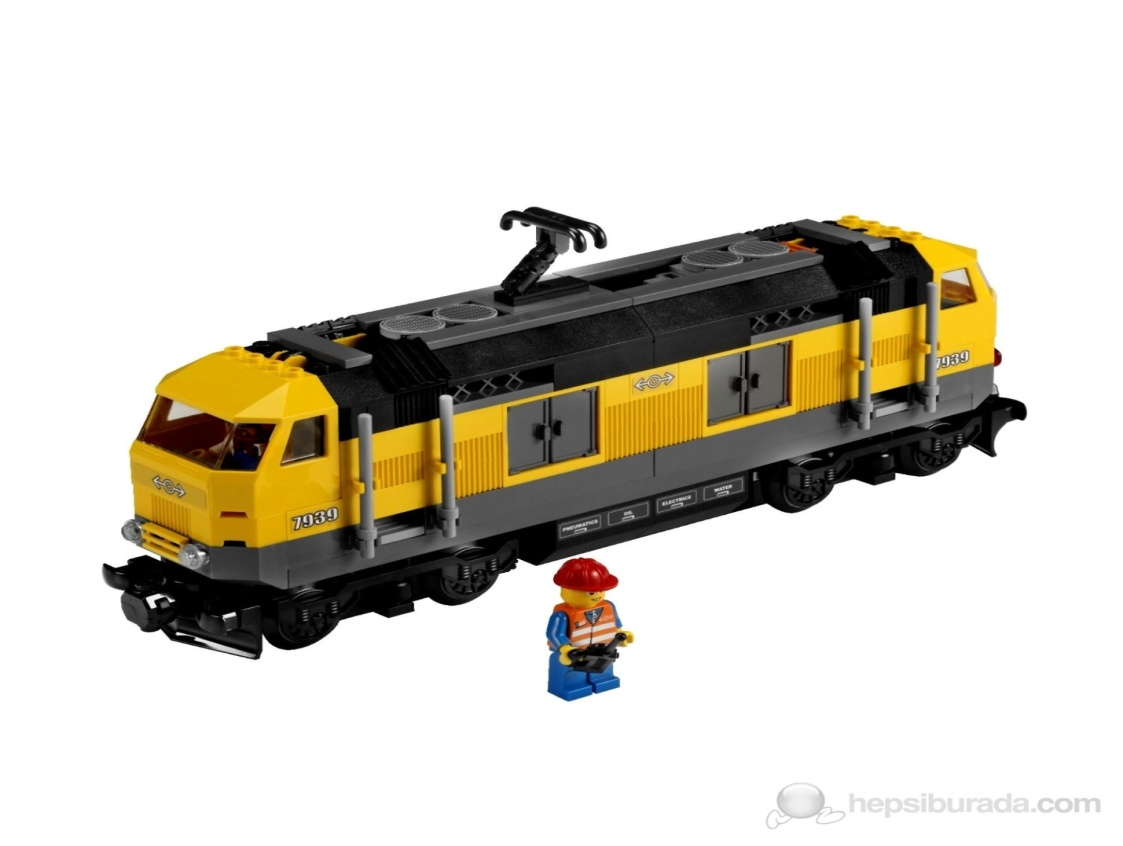 7939
7939
PNEUMATICS
OIL
ELECTRICS
WATER
hepsiburada.com